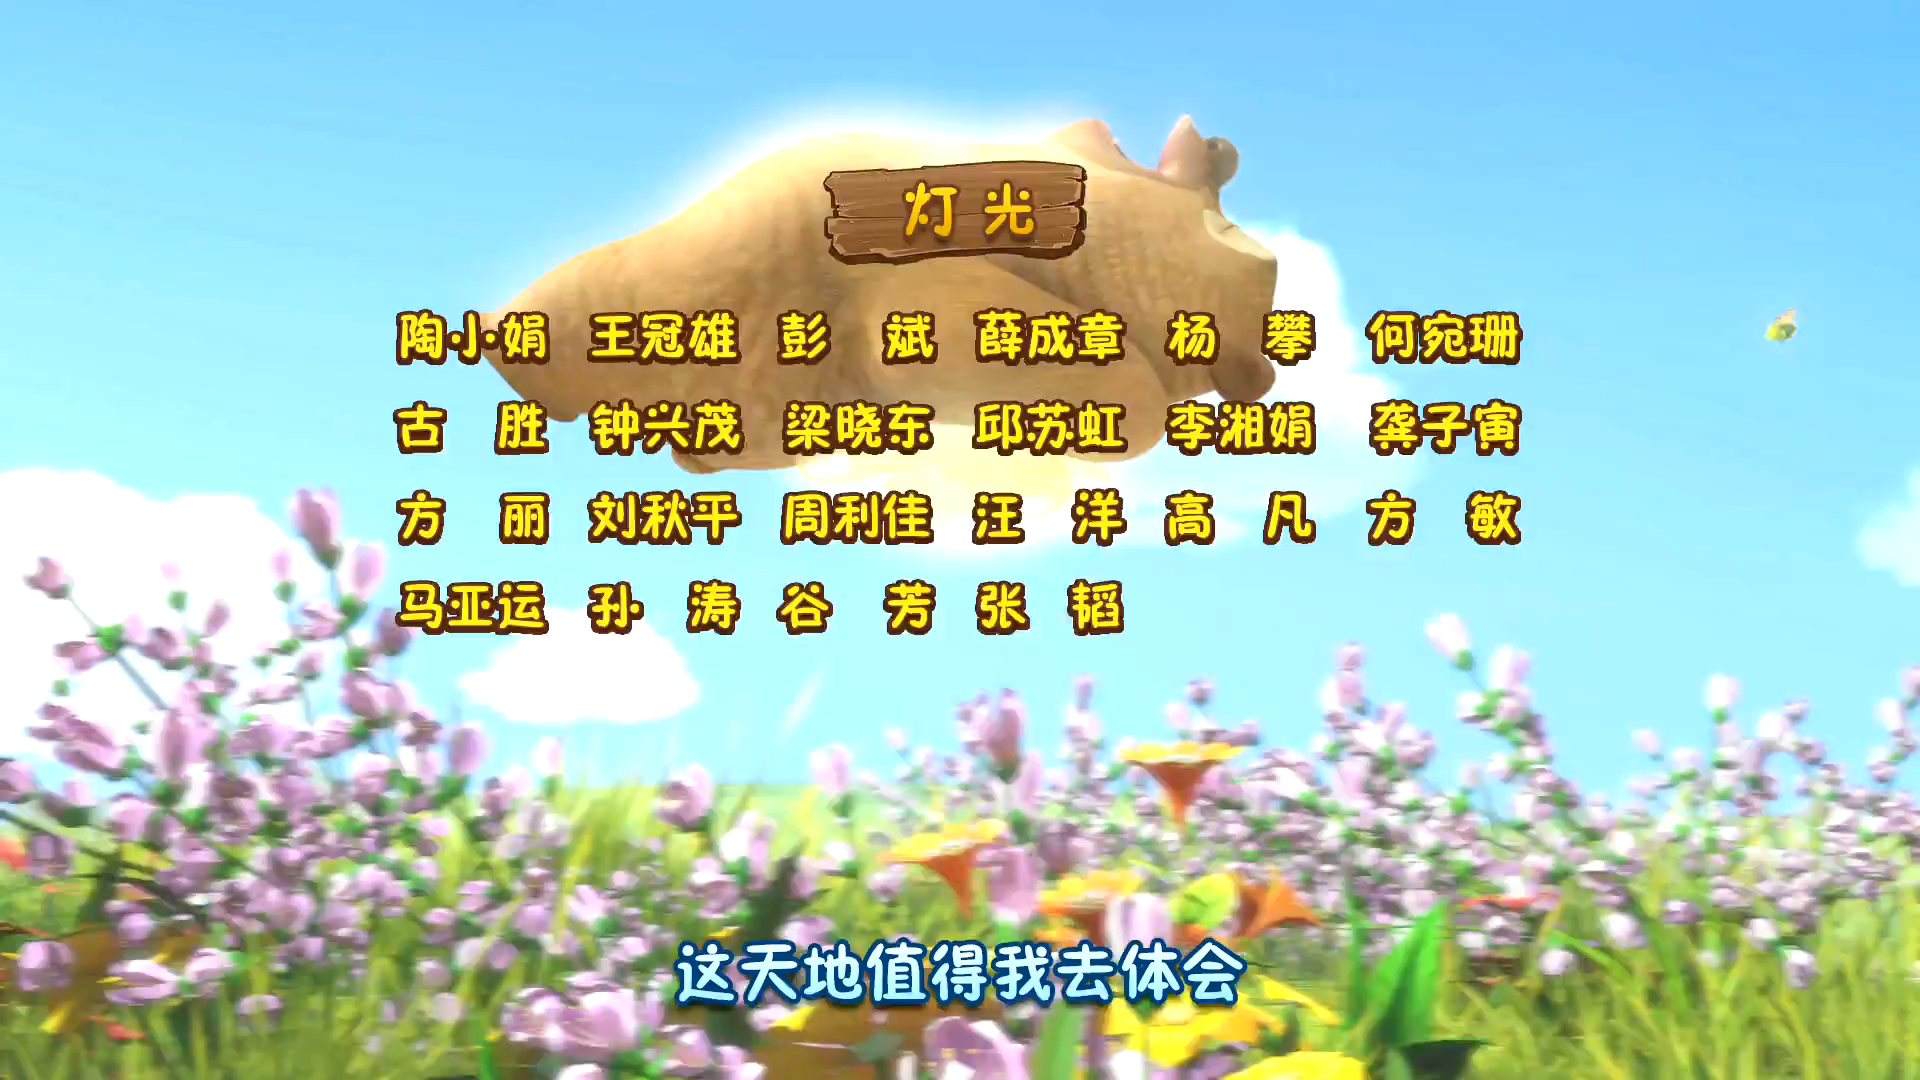 灯光
陶小娟 王冠雄 彭斌 薛成章 杨攀 何宛珊
古胜 钟兴茂 梁晓东 邱苏虹 李湘娟 龚子寅
方丽 刘秋平 周利佳 汪洋 高凡 方敏
马亚运 孙涛 谷芳 张韬
这天地值得我去体会